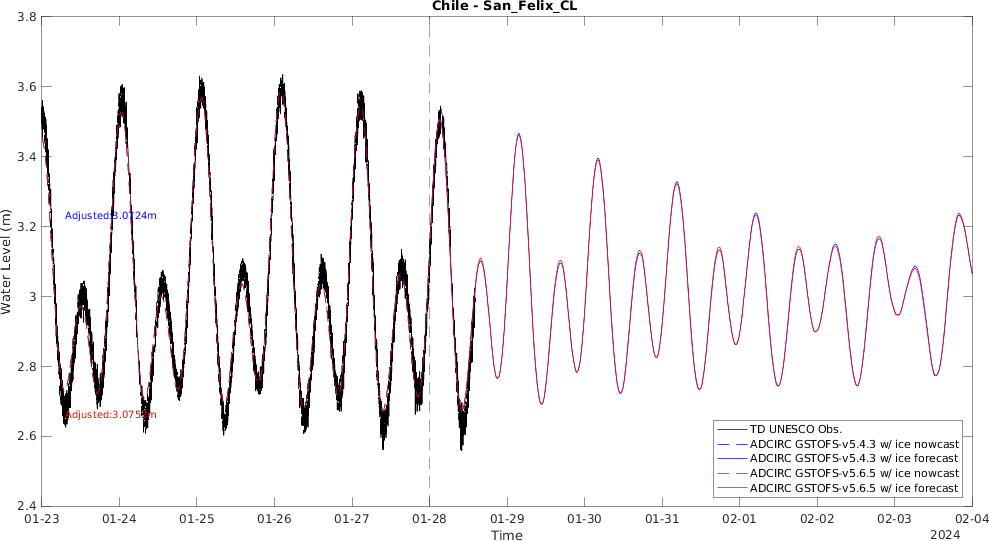 Chile - San_Felix_CL
3.8
3.6
3.4
3.2
3
2.8
2.6
2.4
Water Level (m)
Adjusted:3.0724m
TD UNESCO Obs.
ADCIRC GSTOFS-v5.4.3 w/ ice nowcast
ADCIRC GSTOFS-v5.4.3 w/ ice forecast
ADCIRC GSTOFS-v5.6.5 w/ ice nowcast
ADCIRC GSTOFS-v5.6.5 w/ ice forecast
01-23 01-24 01-25 01-26 01-27 01-28 01-29 01-30 01-31 02-01 02-02 02-03 02-04
Time
2024